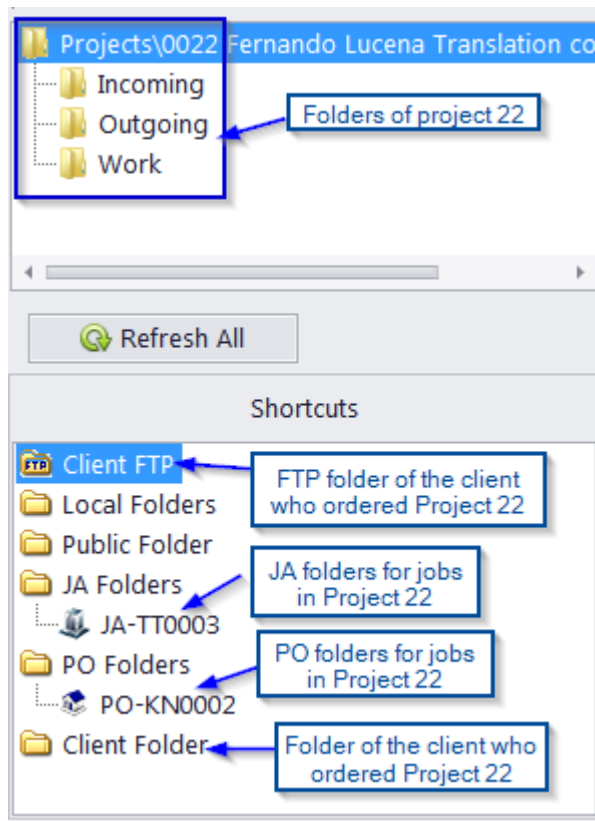 Projects\0022 Fernando Lucena Translation co
Incoming
Outgoing
Work
Folders of project 22
Refresh All
Shortcuts
FTP
Client FTP
FTP folder of the client
who ordered Project 22
Local Folders
Public Folder
JA Folders
JA folders for jobs
in Project 22
JA-TT0003
PO Folders
PO folders for jobs
in Project 22
PO-KN0002
Client Folder
Folder of the client who
ordered Project 22